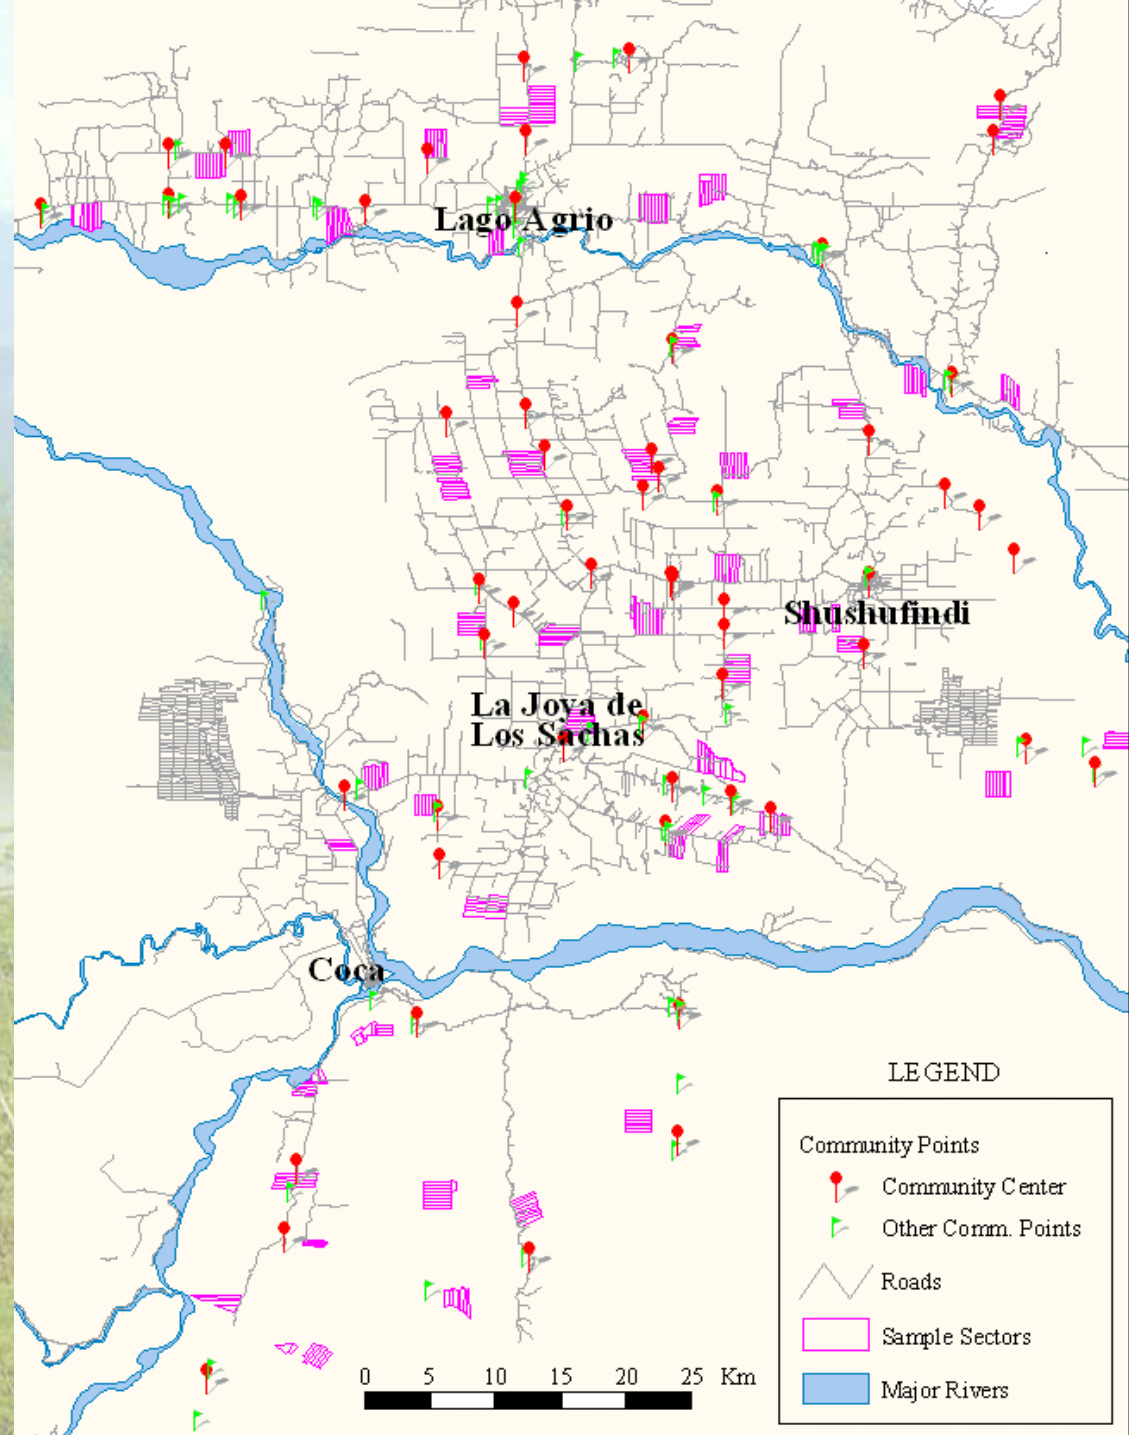 Lago Agrio
Shushufindi
La Joya de
Los Sachas
Coca
LEGEND
Community Points
Community Center
Other Comm. Points
Roads
Sample Sectors
Major Rivers
0 5 10 15 20 25 Km